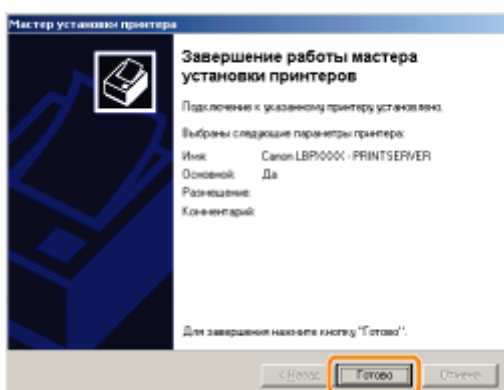 Мастер установки принтера
Завершение работы мастера
установки принтеров
Подключение к указанному принтеру установлено.
Выбраны следующие параметры принтера:
Имя: Canon LBPXXXX - PRINTSERVER
Основной: Да
Размещение:
Комментарий:
Для завершения нажмите кнопку "Готово".
< Назад Готово Отмена